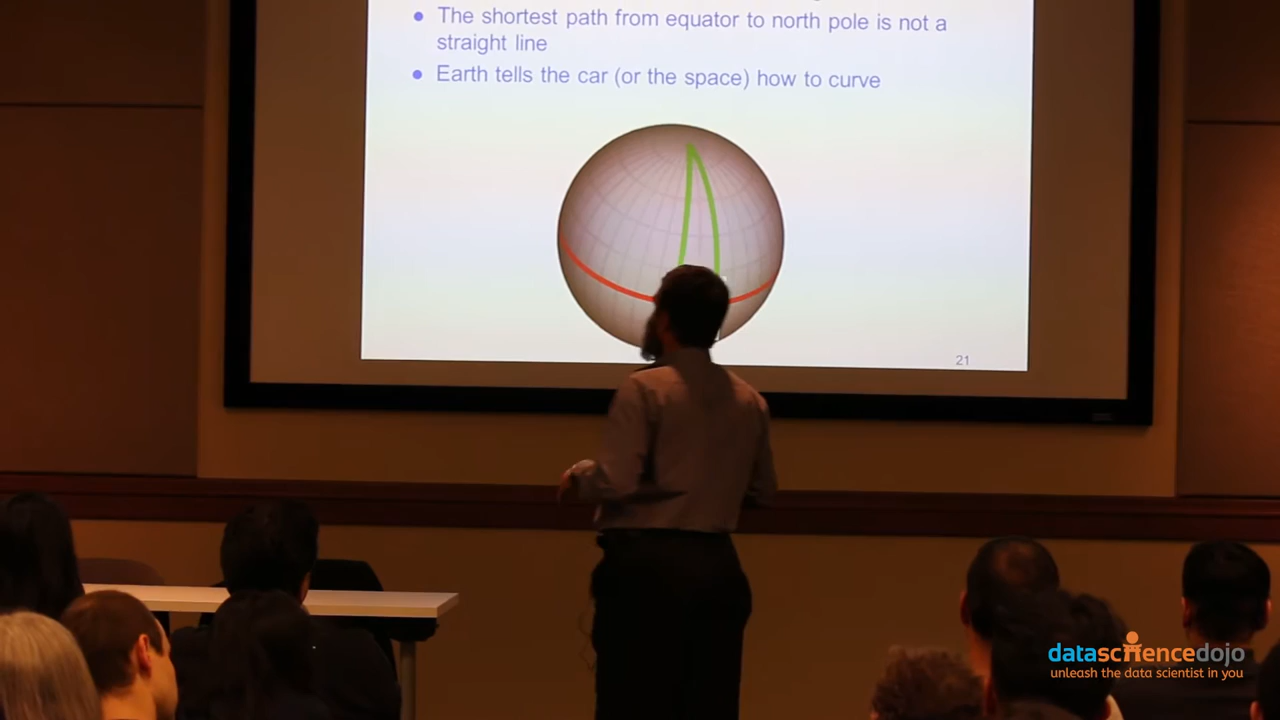 The shortest path from equator to north pole is not a
straight line
Earth tells the car (or the space) how to curve
21
datasciencedojo
unleash the data scientist in you